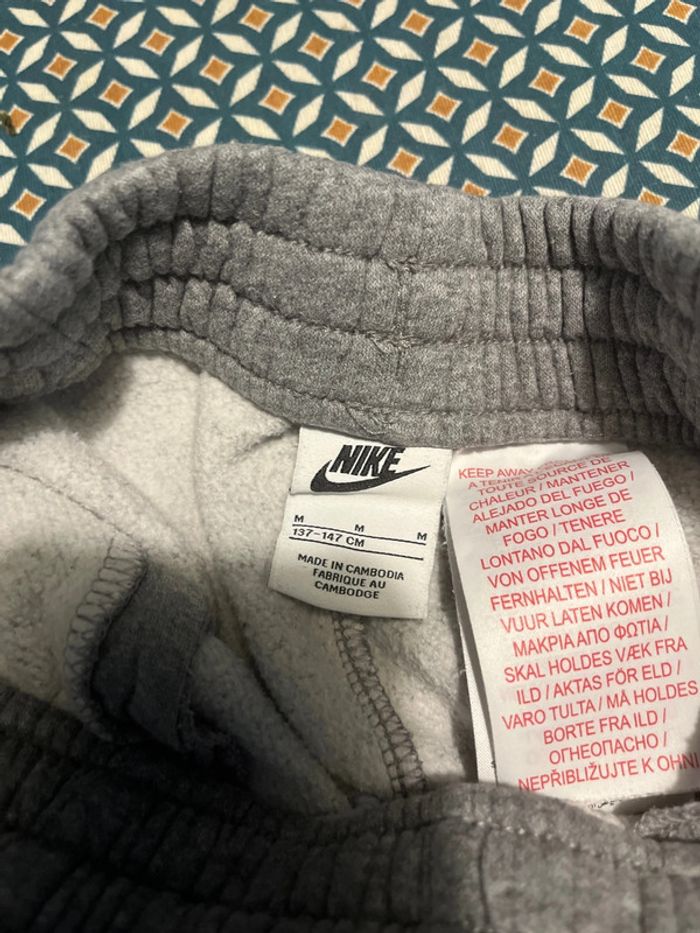 NIKE
M M M
137-147 CM
MADE IN CAMBODIA
FABRIQUE AU
CAMBODGE
KEEP AWAY
A TENIR
TOUTE SOURCE DE
CHALEUR / MANTENER
ALEJADO DEL FUEGO /
MANTER LONGE DE
FOGO / TENERE
LONTANO DAL FUOCO /
VON OFFENEM FEUER
FERNHALTEN / NIET BIJ
VUUR LATEN KOMEN /
ΜΑΚΡΙΑ ΑΠΟ ΦΩΤΙΑ /
SKAL HOLDES VÆK FRA
ILD / AKTAS FÖR ELD /
VARO TULTA / MÅ HOLDES
BORTE FRA ILD /
ОГНЕОПАСНО /
NEPŘIBLIŽUJTE K OHNI